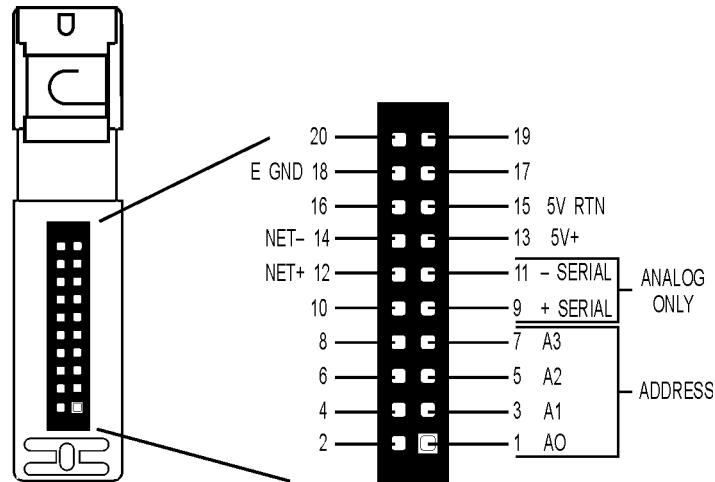 20 19
E GND 18 17
16 15 5V RTN
NET– 14 13 5V+
NET+ 12 11 – SERIAL
10 9 + SERIAL
ANALOG
ONLY
8 7 A3
6 5 A2
4 3 A1
2 1 AO
ADDRESS